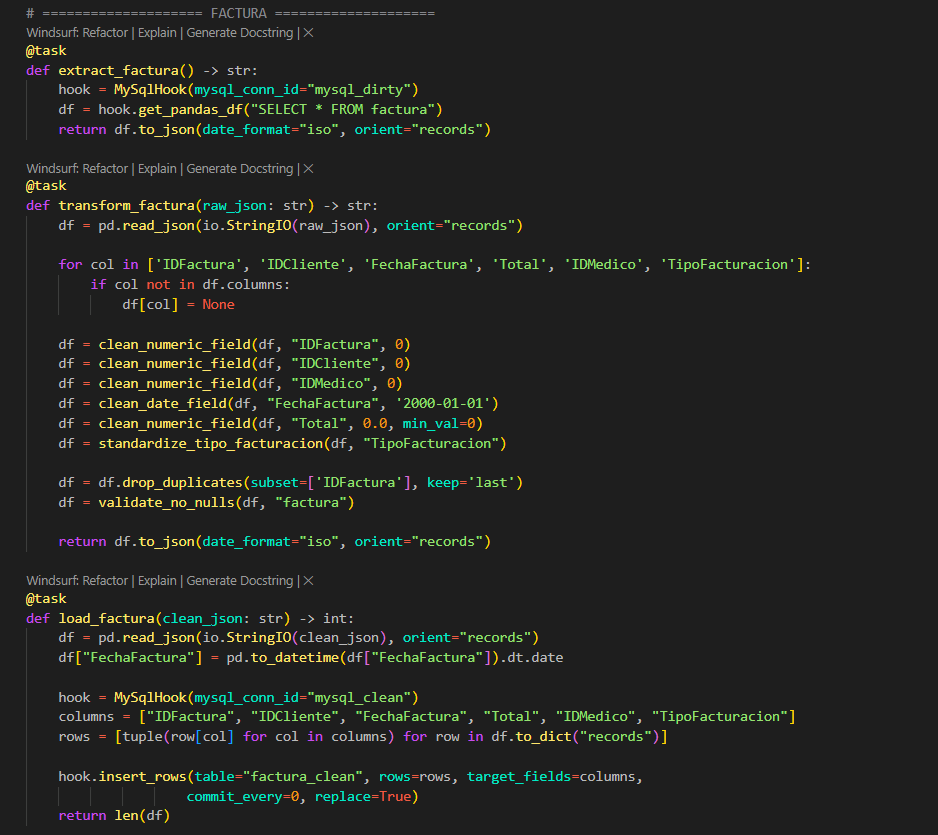 # ==================== FACTURA ====================
Windsurf: Refactor | Explain | Generate Docstring | ×
@task
def extract_factura() -> str:
    hook = MySqlHook(mysql_conn_id="mysql_dirty")
    df = hook.get_pandas_df("SELECT * FROM factura")
    return df.to_json(date_format="iso", orient="records")
Windsurf: Refactor | Explain | Generate Docstring | ×
@task
def transform_factura(raw_json: str) -> str:
    df = pd.read_json(io.StringIO(raw_json), orient="records")
    for col in ['IDFactura', 'IDCliente', 'FechaFactura', 'Total', 'IDMedico', 'TipoFacturacion']:
        if col not in df.columns:
            df[col] = None
    df = clean_numeric_field(df, "IDFactura", 0)
    df = clean_numeric_field(df, "IDCliente", 0)
    df = clean_numeric_field(df, "IDMedico", 0)
    df = clean_date_field(df, "FechaFactura", '2000-01-01')
    df = clean_numeric_field(df, "Total", 0.0, min_val=0)
    df = standardize_tipo_facturacion(df, "TipoFacturacion")
    df = df.drop_duplicates(subset=['IDFactura'], keep='last')
    df = validate_no_nulls(df, "factura")
    return df.to_json(date_format="iso", orient="records")
Windsurf: Refactor | Explain | Generate Docstring | ×
@task
def load_factura(clean_json: str) -> int:
    df = pd.read_json(io.StringIO(clean_json), orient="records")
    df["FechaFactura"] = pd.to_datetime(df["FechaFactura"]).dt.date
    hook = MySqlHook(mysql_conn_id="mysql_clean")
    columns = ["IDFactura", "IDCliente", "FechaFactura", "Total", "IDMedico", "TipoFacturacion"]
    rows = [tuple(row[col] for col in columns) for row in df.to_dict("records")]
    hook.insert_rows(table="factura_clean", rows=rows, target_fields=columns,
                    commit_every=0, replace=True)
    return len(df)